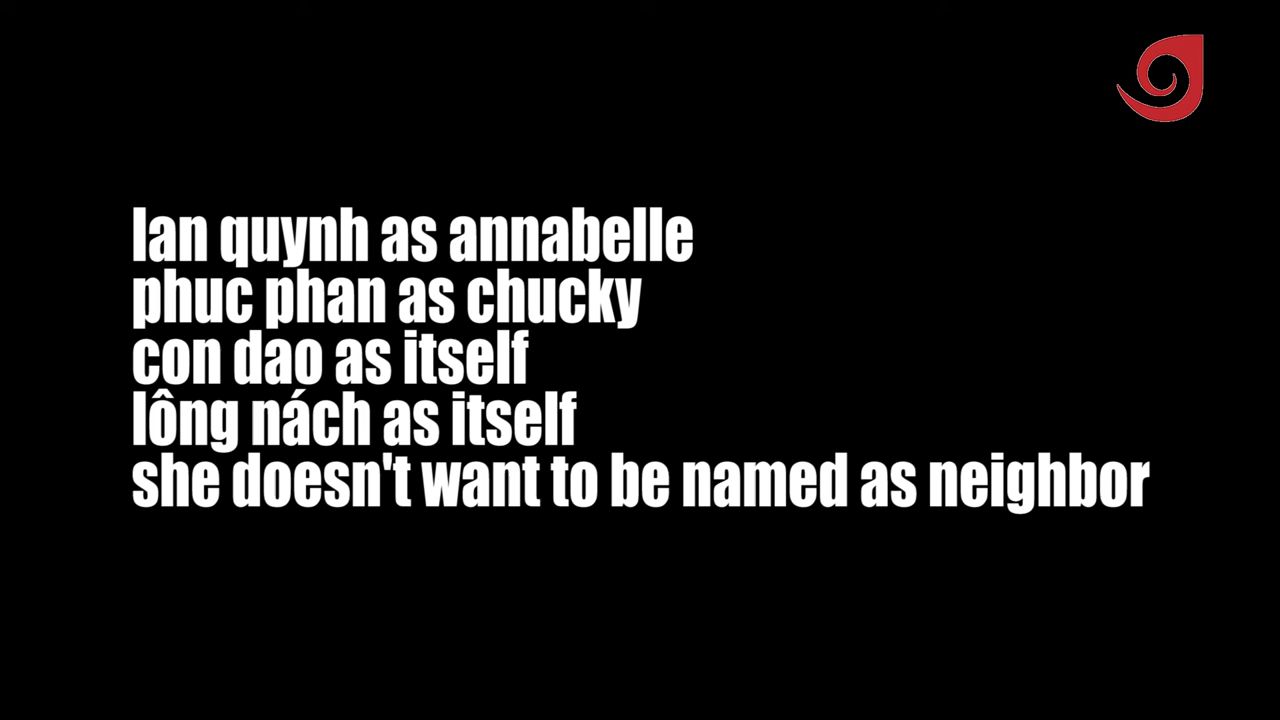 lan quynh as annabelle
phuc phan as chucky
con dao as itself
lông nách as itself
she doesn't want to be named as neighbor